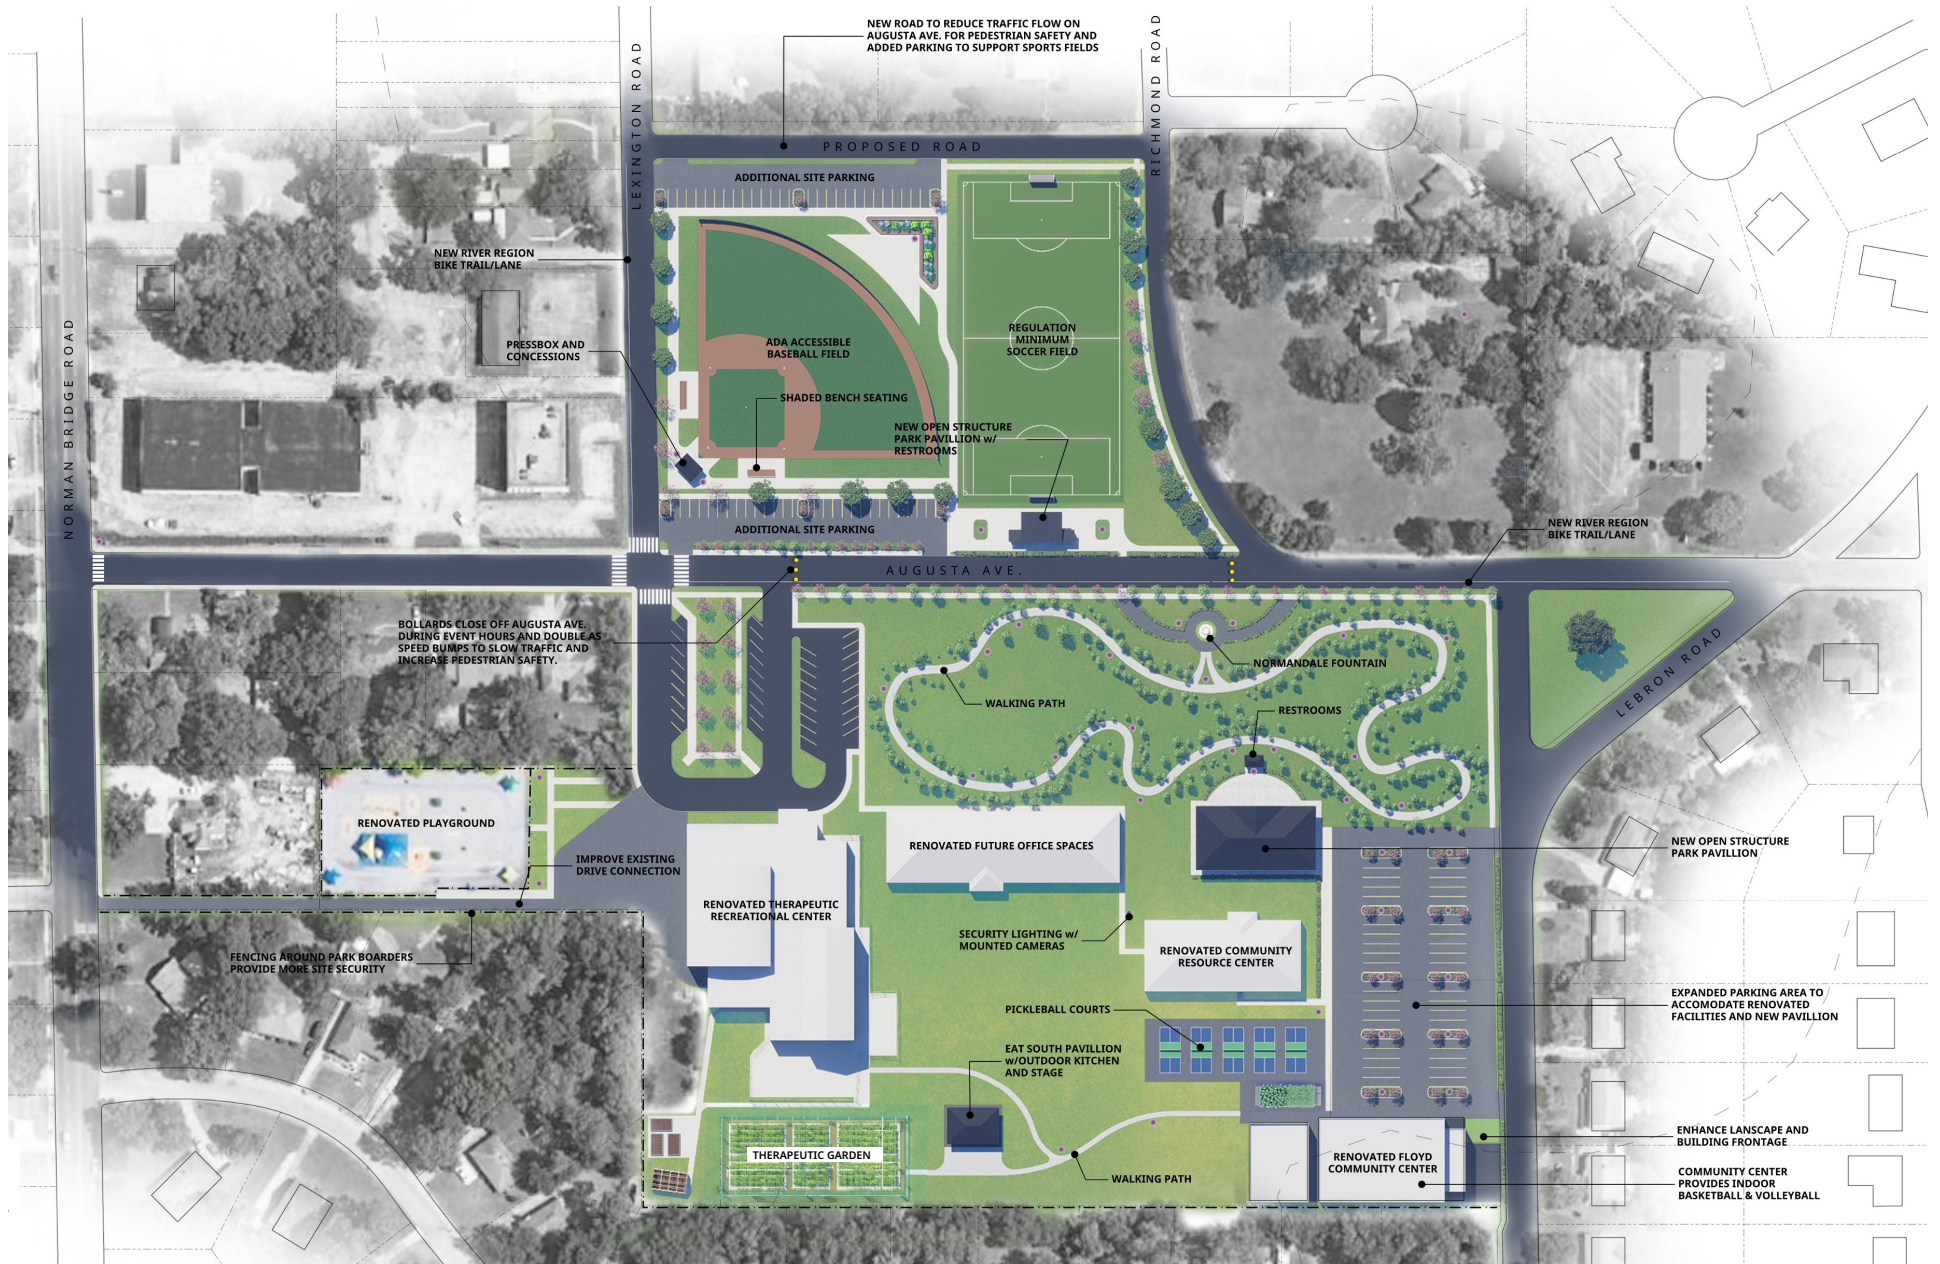 NEW ROAD TO REDUCE TRAFFIC FLOW ON
AUGUSTA AVE. FOR PEDESTRIAN SAFETY AND
ADDED PARKING TO SUPPORT SPORTS FIELDS
LEXINGTON ROAD
RICHMOND ROAD
PROPOSED ROAD
ADDITIONAL SITE PARKING
NEW RIVER REGION
BIKE TRAIL/LANE
NORMAN BRIDGE ROAD
PRESSBOX AND
CONCESSIONS
ADA ACCESSIBLE
BASEBALL FIELD
REGULATION
MINIMUM
SOCCER FIELD
SHADED BENCH SEATING
NEW OPEN STRUCTURE
PARK PAVILLION w/
RESTROOMS
ADDITIONAL SITE PARKING
NEW RIVER REGION
BIKE TRAIL/LANE
AUGUSTA AVE.
BOLLARDS CLOSE OFF AUGUSTA AVE.
DURING EVENT HOURS AND DOUBLE AS
SPEED BUMPS TO SLOW TRAFFIC AND
INCREASE PEDESTRIAN SAFETY.
NORMANDALE FOUNTAIN
LEBRON ROAD
WALKING PATH
RESTROOMS
RENOVATED PLAYGROUND
IMPROVE EXISTING
DRIVE CONNECTION
RENOVATED FUTURE OFFICE SPACES
NEW OPEN STRUCTURE
PARK PAVILLION
RENOVATED THERAPEUTIC
RECREATIONAL CENTER
SECURITY LIGHTING w/
MOUNTED CAMERAS
RENOVATED COMMUNITY
RESOURCE CENTER
FENCING AROUND PARK BOARDERS
PROVIDE MORE SITE SECURITY
PICKLEBALL COURTS
EXPANDED PARKING AREA TO
ACCOMODATE RENOVATED
FACILITIES AND NEW PAVILLION
EAT SOUTH PAVILLION
w/OUTDOOR KITCHEN
AND STAGE
ENHANCE LANSCAPE AND
BUILDING FRONTAGE
THERAPEUTIC GARDEN
RENOVATED FLOYD
COMMUNITY CENTER
WALKING PATH
COMMUNITY CENTER
PROVIDES INDOOR
BASKETBALL & VOLLEYBALL